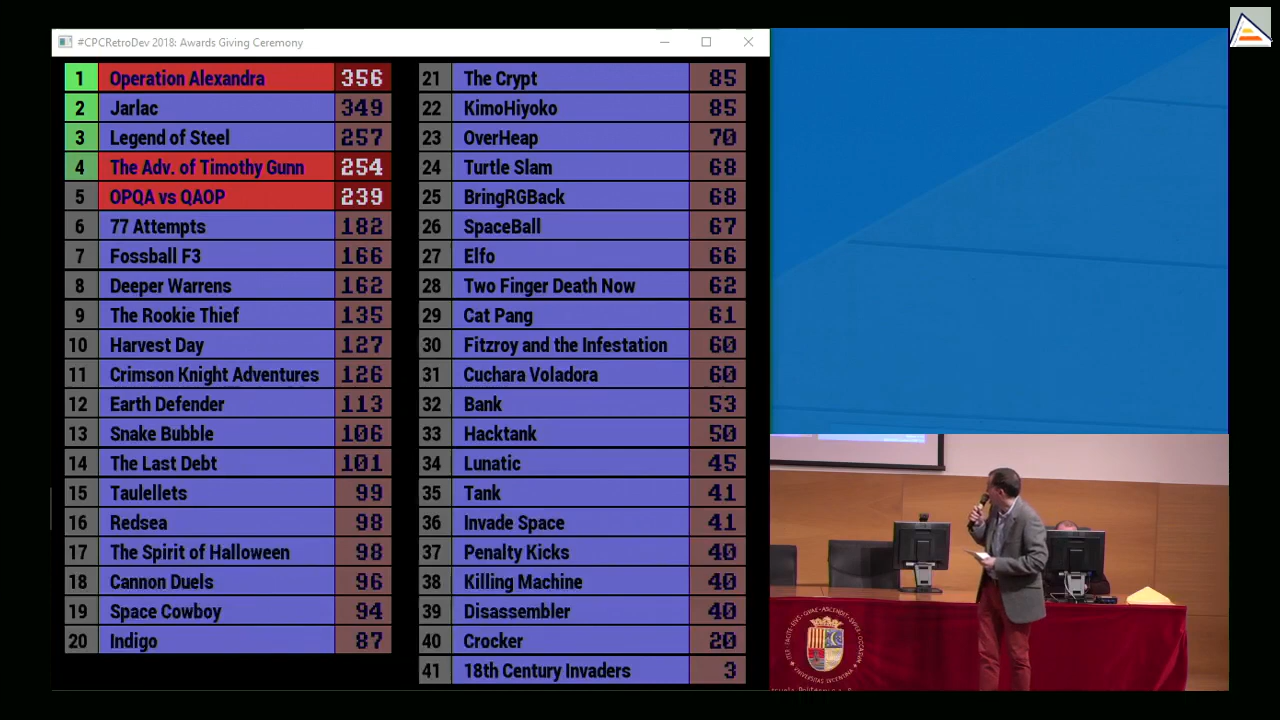 #CPCRetroDev 2018: Awards Giving Ceremony
1 Operation Alexandra 356
2 Jarlac 349
3 Legend of Steel 257
4 The Adv. of Timothy Gunn 254
5 OPQA vs QAOP 239
6 77 Attempts 182
7 Fossball F3 166
8 Deeper Warrens 162
9 The Rookie Thief 135
10 Harvest Day 127
11 Crimson Knight Adventures 126
12 Earth Defender 113
13 Snake Bubble 106
14 The Last Debt 101
15 Taulellets 99
16 Redsea 98
17 The Spirit of Halloween 98
18 Cannon Duels 96
19 Space Cowboy 94
20 Indigo 87
21 The Crypt 85
22 KimoHiyoko 85
23 OverHeap 70
24 Turtle Slam 68
25 BringRGBack 68
26 SpaceBall 67
27 Elfo 66
28 Two Finger Death Now 62
29 Cat Pang 61
30 Fitzroy and the Infestation 60
31 Cuchara Voladora 60
32 Bank 53
33 Hacktank 50
34 Lunatic 45
35 Tank 41
36 Invade Space 41
37 Penalty Kicks 40
38 Killing Machine 40
39 Disassembler 40
40 Crocker 20
41 18th Century Invaders 3